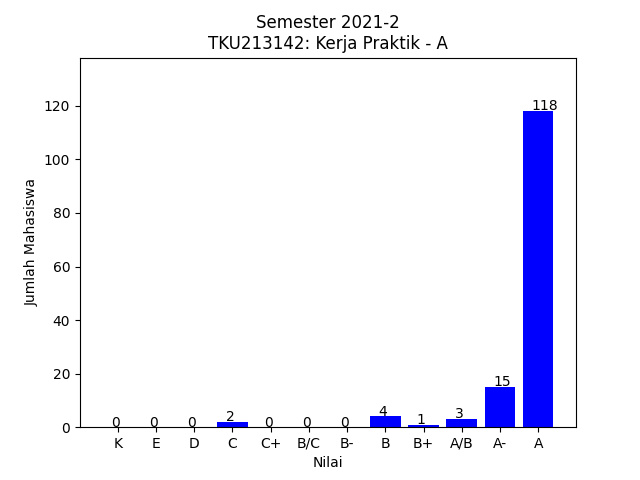 Semester 2021-2
TKU213142: Kerja Praktik - A
Jumlah Mahasiswa
120
100
80
60
40
20
0
0 0 0 2 0 0 0 4 1 3 15 118
K E D C C+ B/C B- B B+ A/B A- A
Nilai